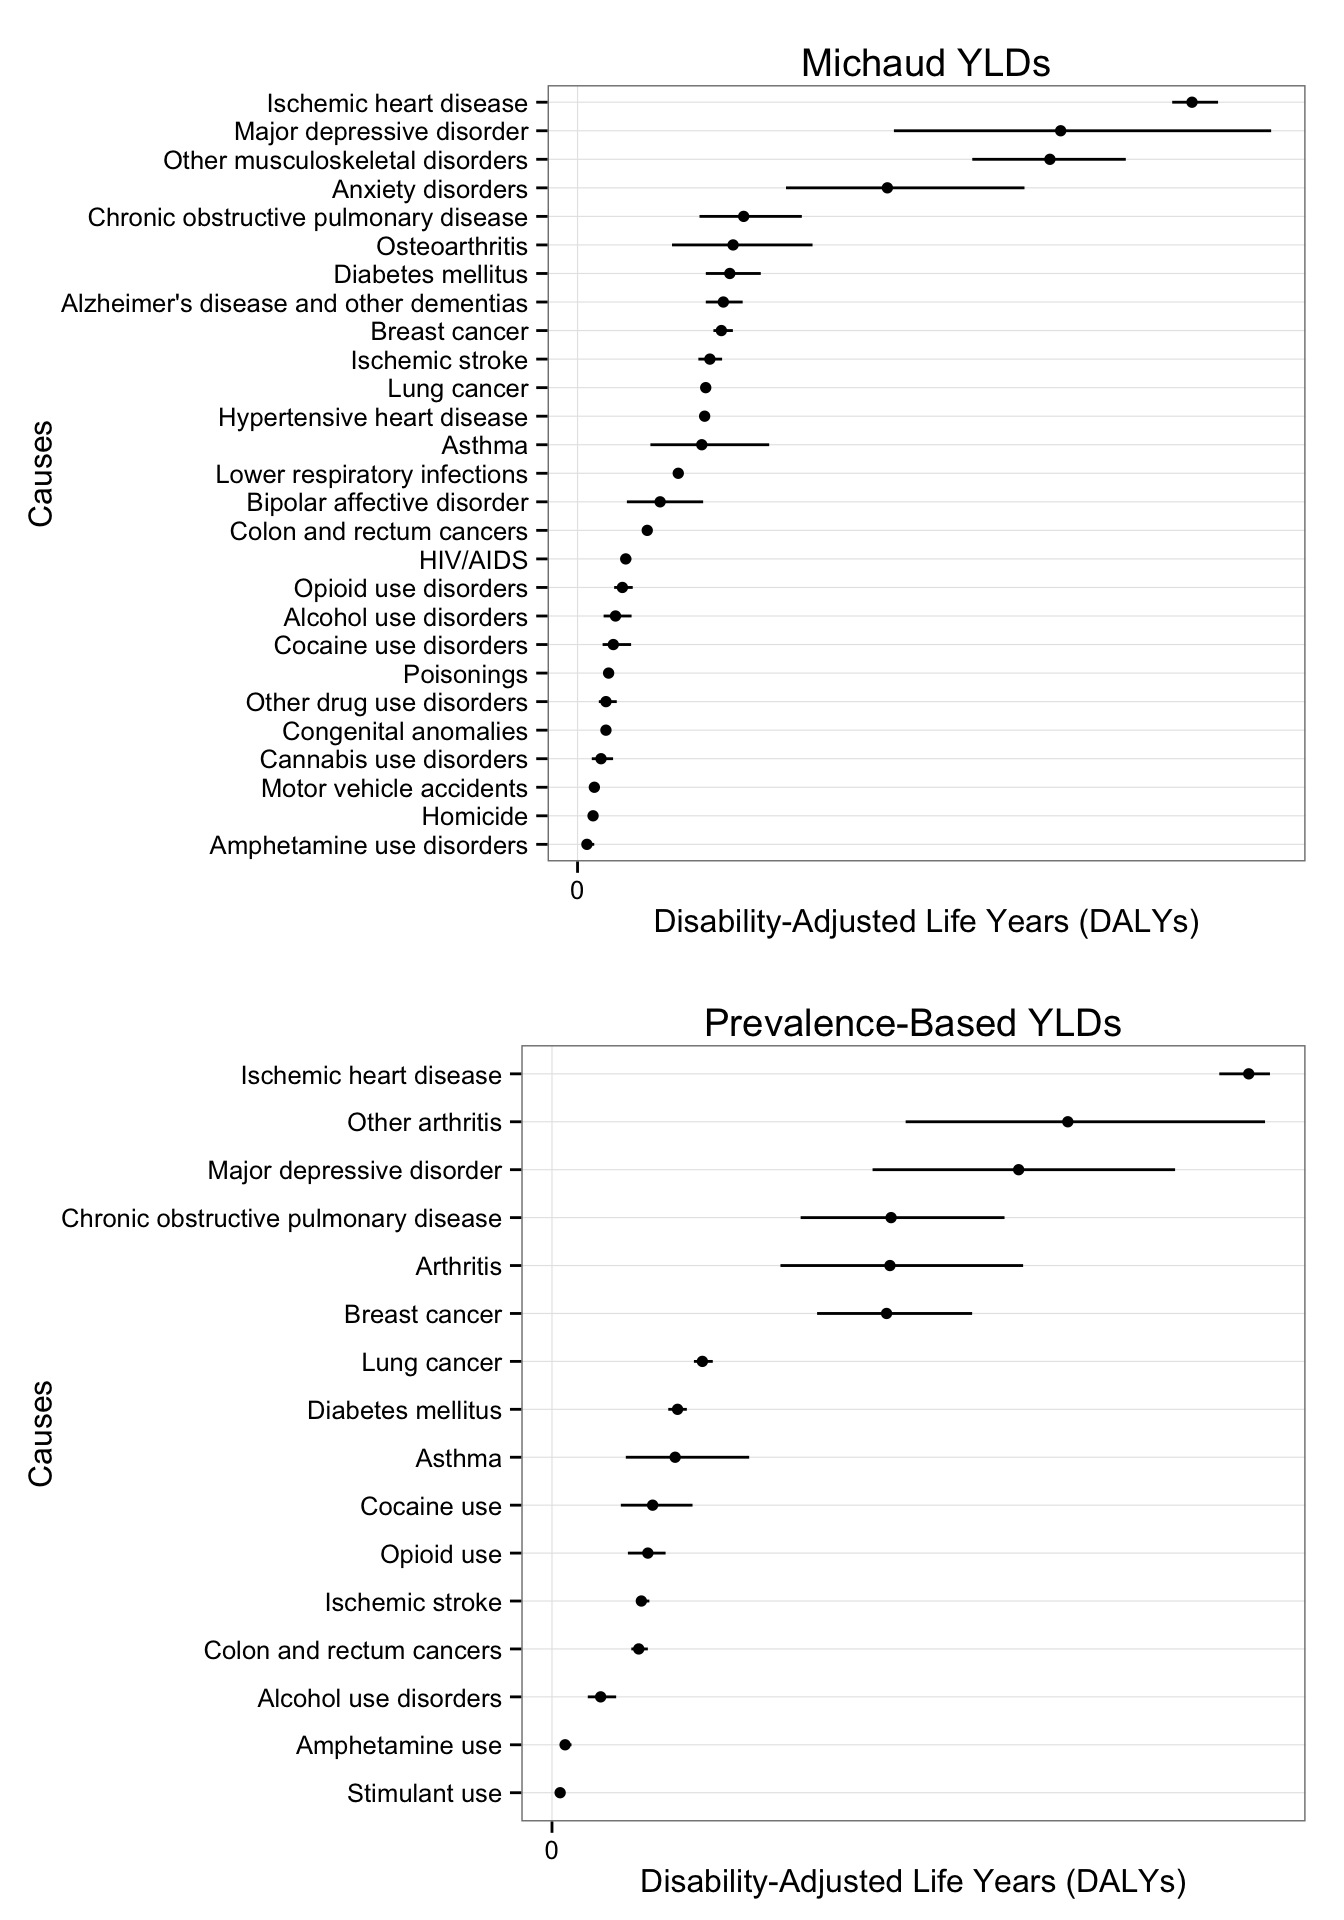 Michaud YLDs
Ischemic heart disease
Major depressive disorder
Other musculoskeletal disorders
Anxiety disorders
Chronic obstructive pulmonary disease
Osteoarthritis
Diabetes mellitus
Alzheimer's disease and other dementias
Breast cancer
Ischemic stroke
Lung cancer
Hypertensive heart disease
Asthma
Lower respiratory infections
Bipolar affective disorder
Colon and rectum cancers
HIV/AIDS
Opioid use disorders
Alcohol use disorders
Cocaine use disorders
Poisonings
Other drug use disorders
Congenital anomalies
Cannabis use disorders
Motor vehicle accidents
Homicide
Amphetamine use disorders
Causes
0
Disability-Adjusted Life Years (DALYs)
Prevalence-Based YLDs
Ischemic heart disease
Other arthritis
Major depressive disorder
Chronic obstructive pulmonary disease
Arthritis
Breast cancer
Lung cancer
Diabetes mellitus
Asthma
Cocaine use
Opioid use
Ischemic stroke
Colon and rectum cancers
Alcohol use disorders
Amphetamine use
Stimulant use
Causes
0
Disability-Adjusted Life Years (DALYs)